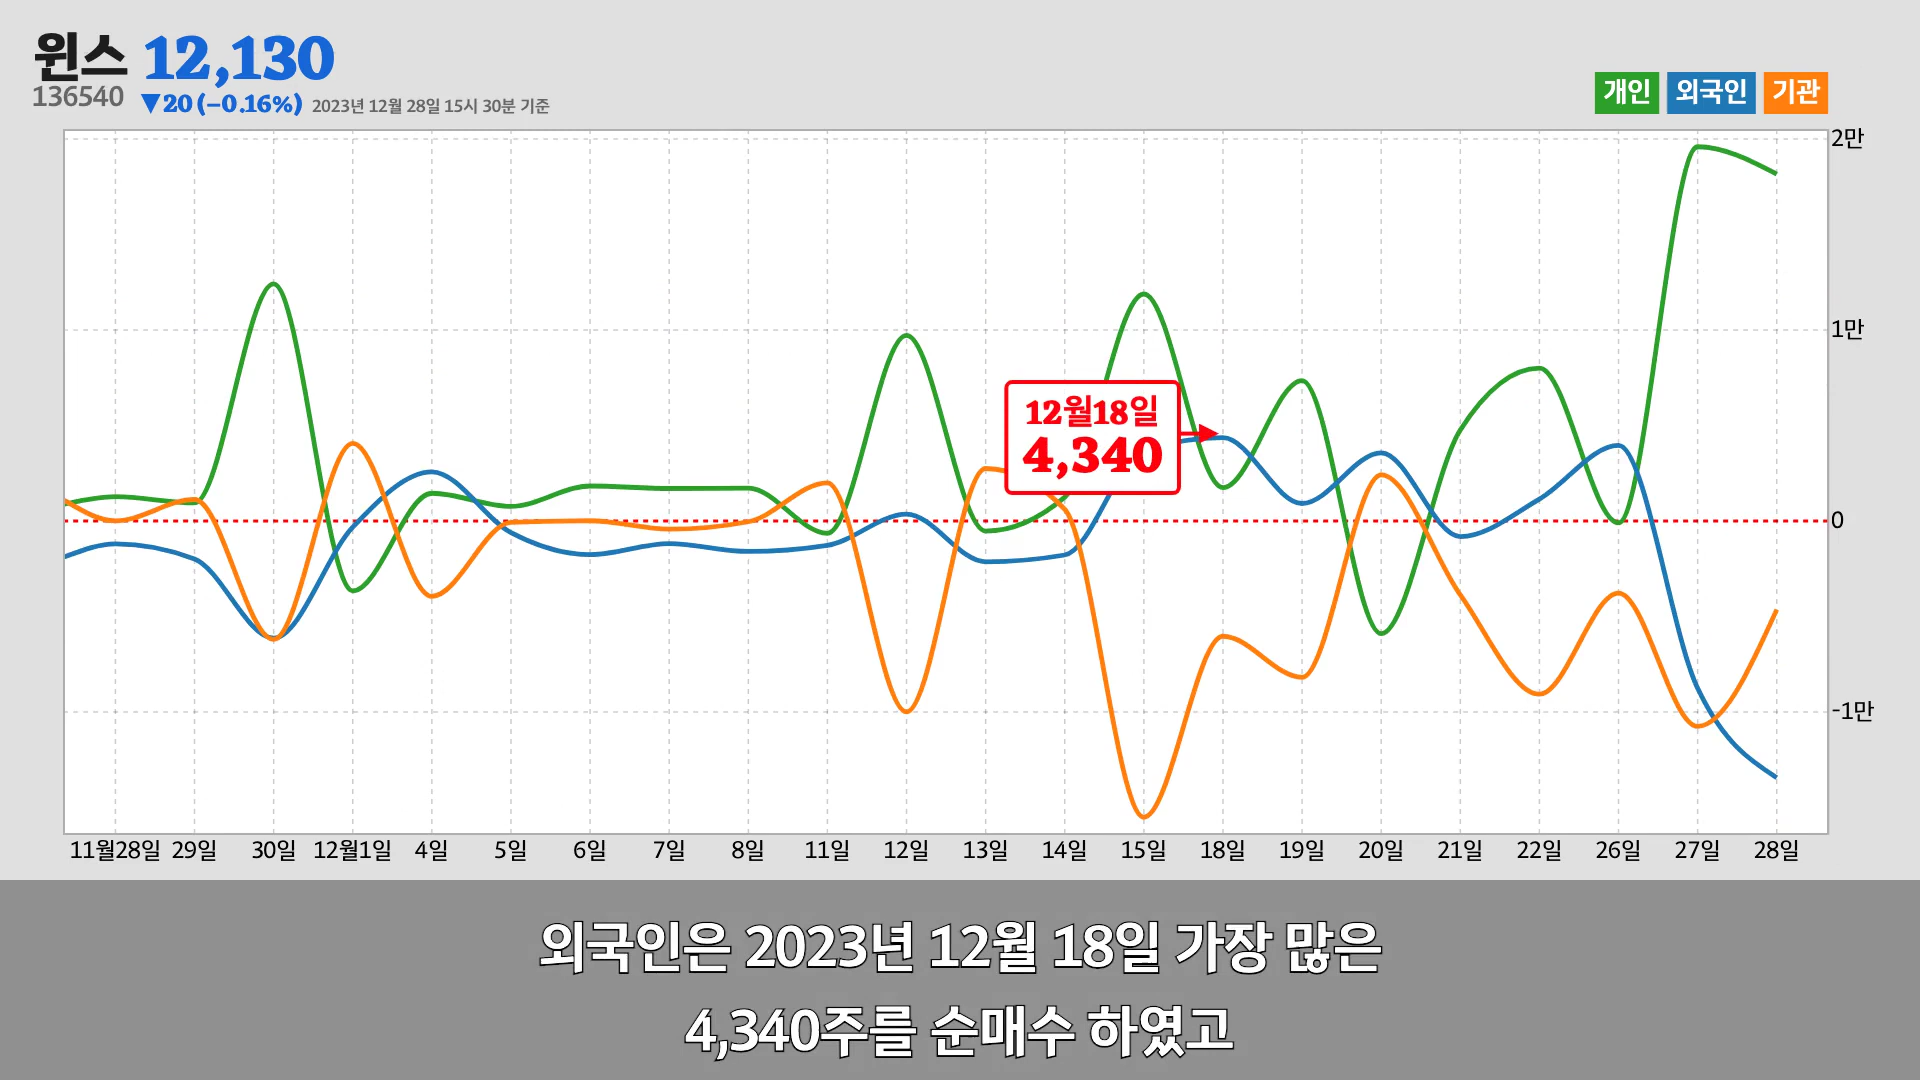 윈스 12,130
136540 ▼20 (−0.16%) 2023년 12월 28일 15시 30분 기준
개인 외국인 기관
2만
1만
12월18일
4,340
0
-1만
11월28일 29일 30일 12월1일 4일 5일 6일 7일 8일 11일 12일 13일 14일 15일 18일 19일 20일 21일 22일 26일 27일 28일
외국인은 2023년 12월 18일 가장 많은
4,340주를 순매수 하였고